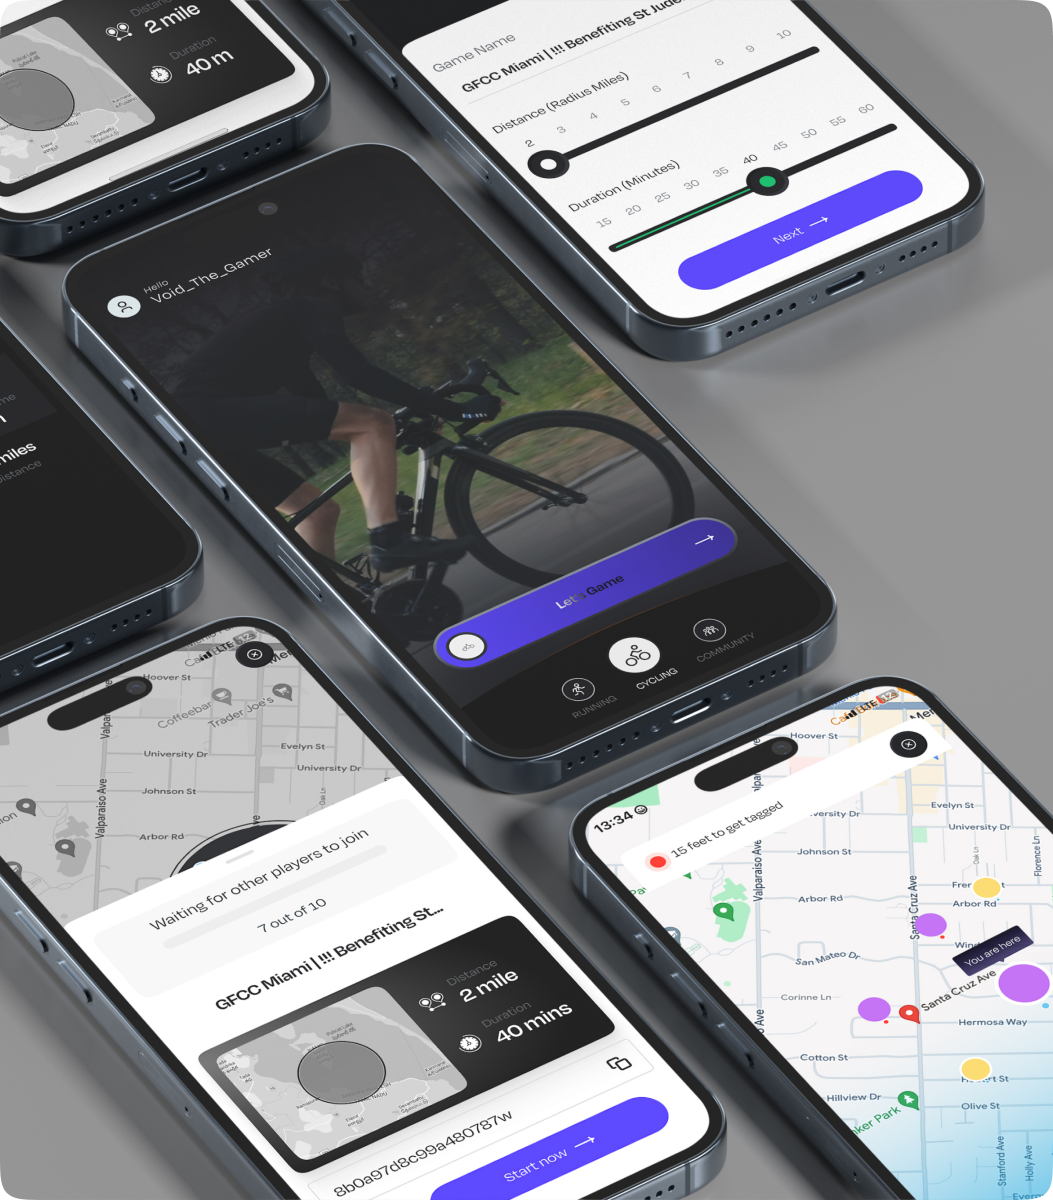 Distance
2 mile
Duration
40 m
Game Name
GFCC Miami | !!! Benefiting St Jude
Distance (Radius Miles)
2 3 4 5 6 7 8 9 10
Duration (Minutes)
15 20 25 30 35 40 45 50 55 60
Next
Hello
Void_The_Gamer
Let's Game
RUNNING
CYCLING
COMMUNITY
miles
Distance
LTE 12
Hoover St
Coffeebar
Trader Joe's
University Dr
Evelyn St
University Dr
Johnson St
Valparaiso Ave
Arbor Rd
Oak Ln
Waiting for other players to join
7 out of 10
GFCC Miami | !!! Benefiting St...
Distance
2 mile
Duration
40 mins
8b0a97d8c99a480787w
Start now
LTE 12
Hoover St
13:34
15 feet to get tagged
Evelyn St
University Dr
Johnson St
Oak Ln
Florence Ln
Valparaiso Ave
Arbor Rd
Arbor Rd
Santa Cruz Ave
San Mateo Dr
You are here
Corinne Ln
Santa Cruz Ave
Hermosa Way
Cotton St
Hillview Dr
Olive St
Park
Stanford Ave
Holly Ave